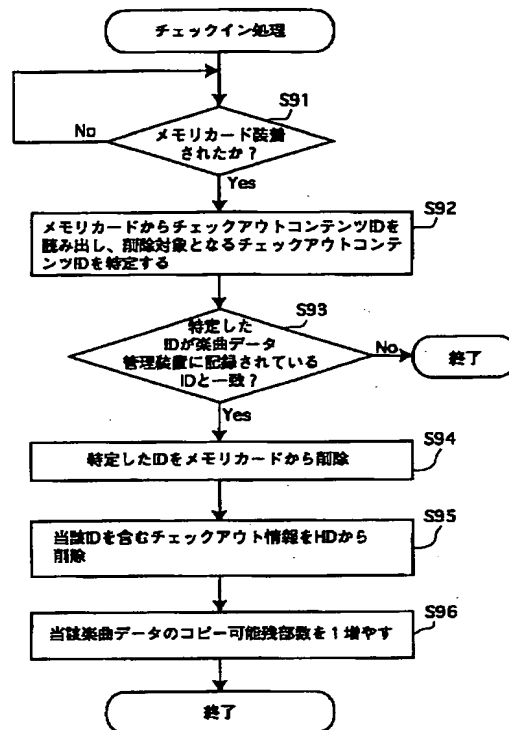 チェックイン処理
S91
メモリカード装着
されたか？
No
Yes
S92
メモリカードからチェックアウトコンテンツIDを
読み出し、削除対象となるチェックアウトコンテ
ンツIDを特定する
S93
特定した
IDが楽曲データ
管理装置に記録されている
IDと一致？
No
終了
Yes
S94
特定したIDをメモリカードから削除
S95
当該IDを含むチェックアウト情報をHDから
削除
S96
当該楽曲データのコピー可能残部数を１増やす
終了